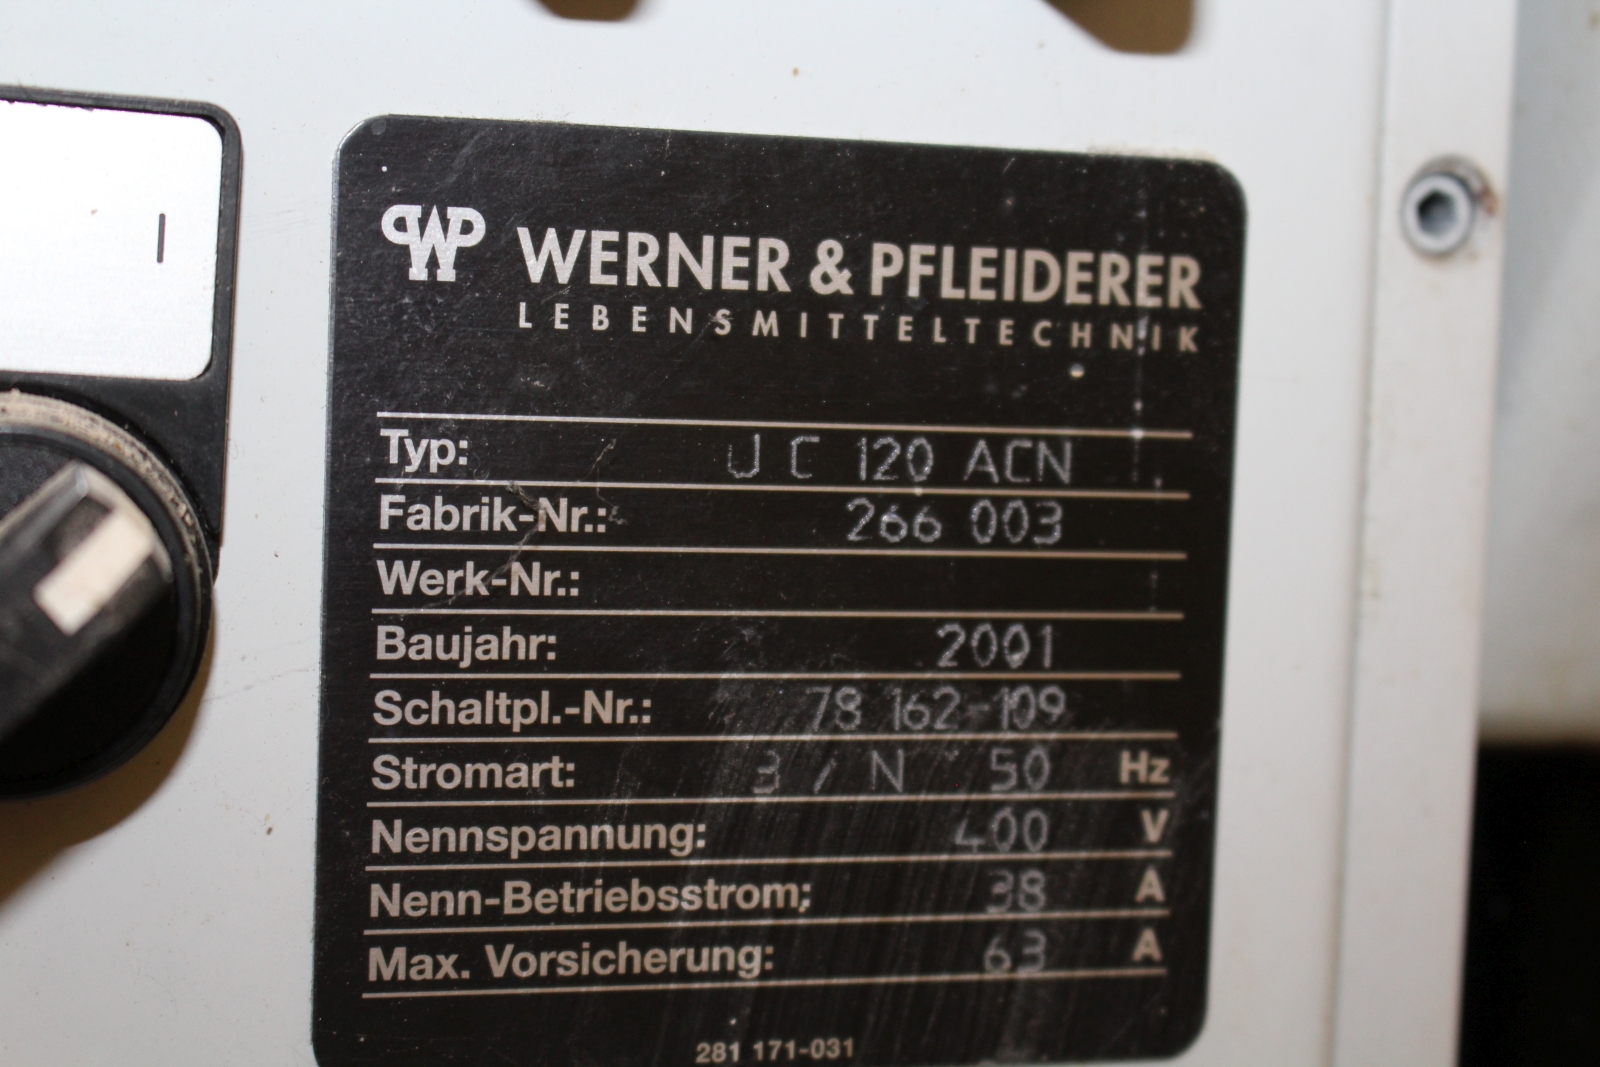 WP
WERNER & PFLEIDERER
LEBENSMITTELTECHNIK
Typ: UC 120 ACN
Fabrik-Nr.: 266 003
Werk-Nr.:
Baujahr: 2001
Schaltpl.-Nr.: 78 162-109
Stromart: 3 / N 50 Hz
Nennspannung: 400 V
Nenn-Betriebsstrom: 38 A
Max. Vorsicherung: 63 A
281 171-031